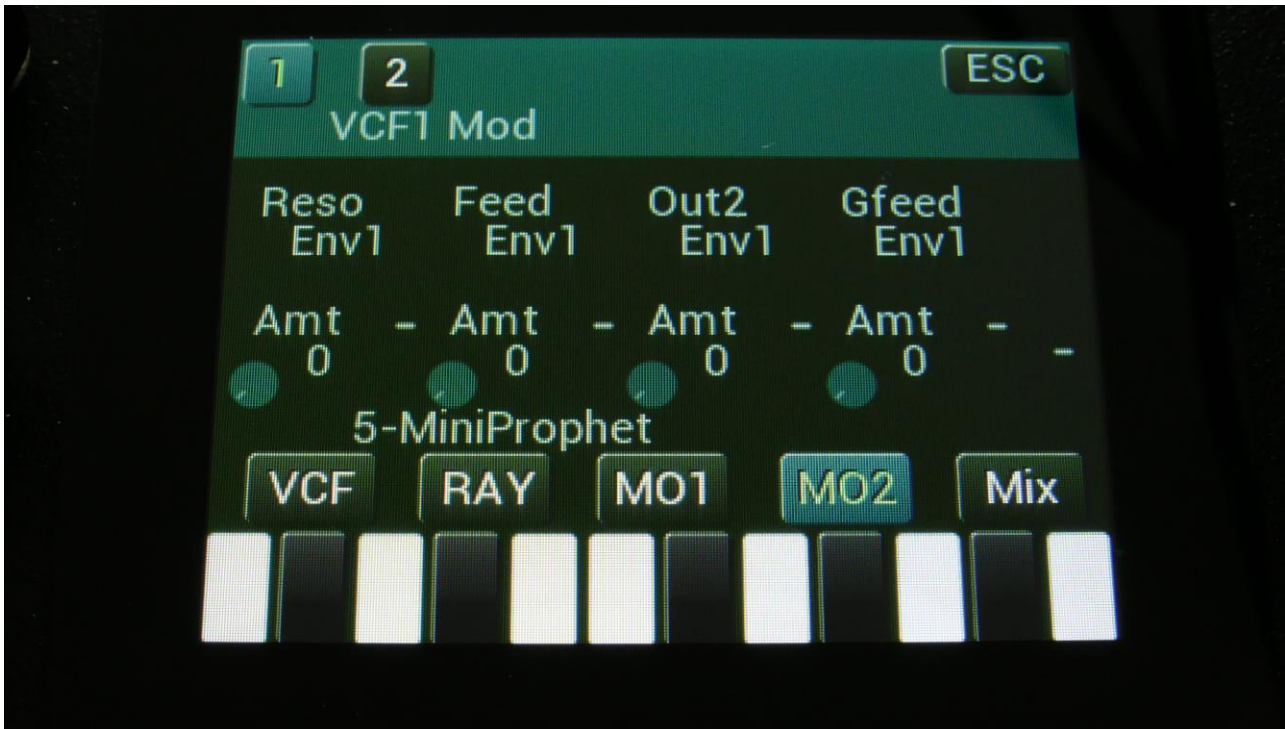 1 2 ESC
VCF1 Mod
Reso Feed Out2 Gfeed
Env1 Env1 Env1 Env1
Amt - Amt - Amt - Amt -
0 0 0 0 -
5-MiniProphet
VCF RAY MO1 MO2 Mix